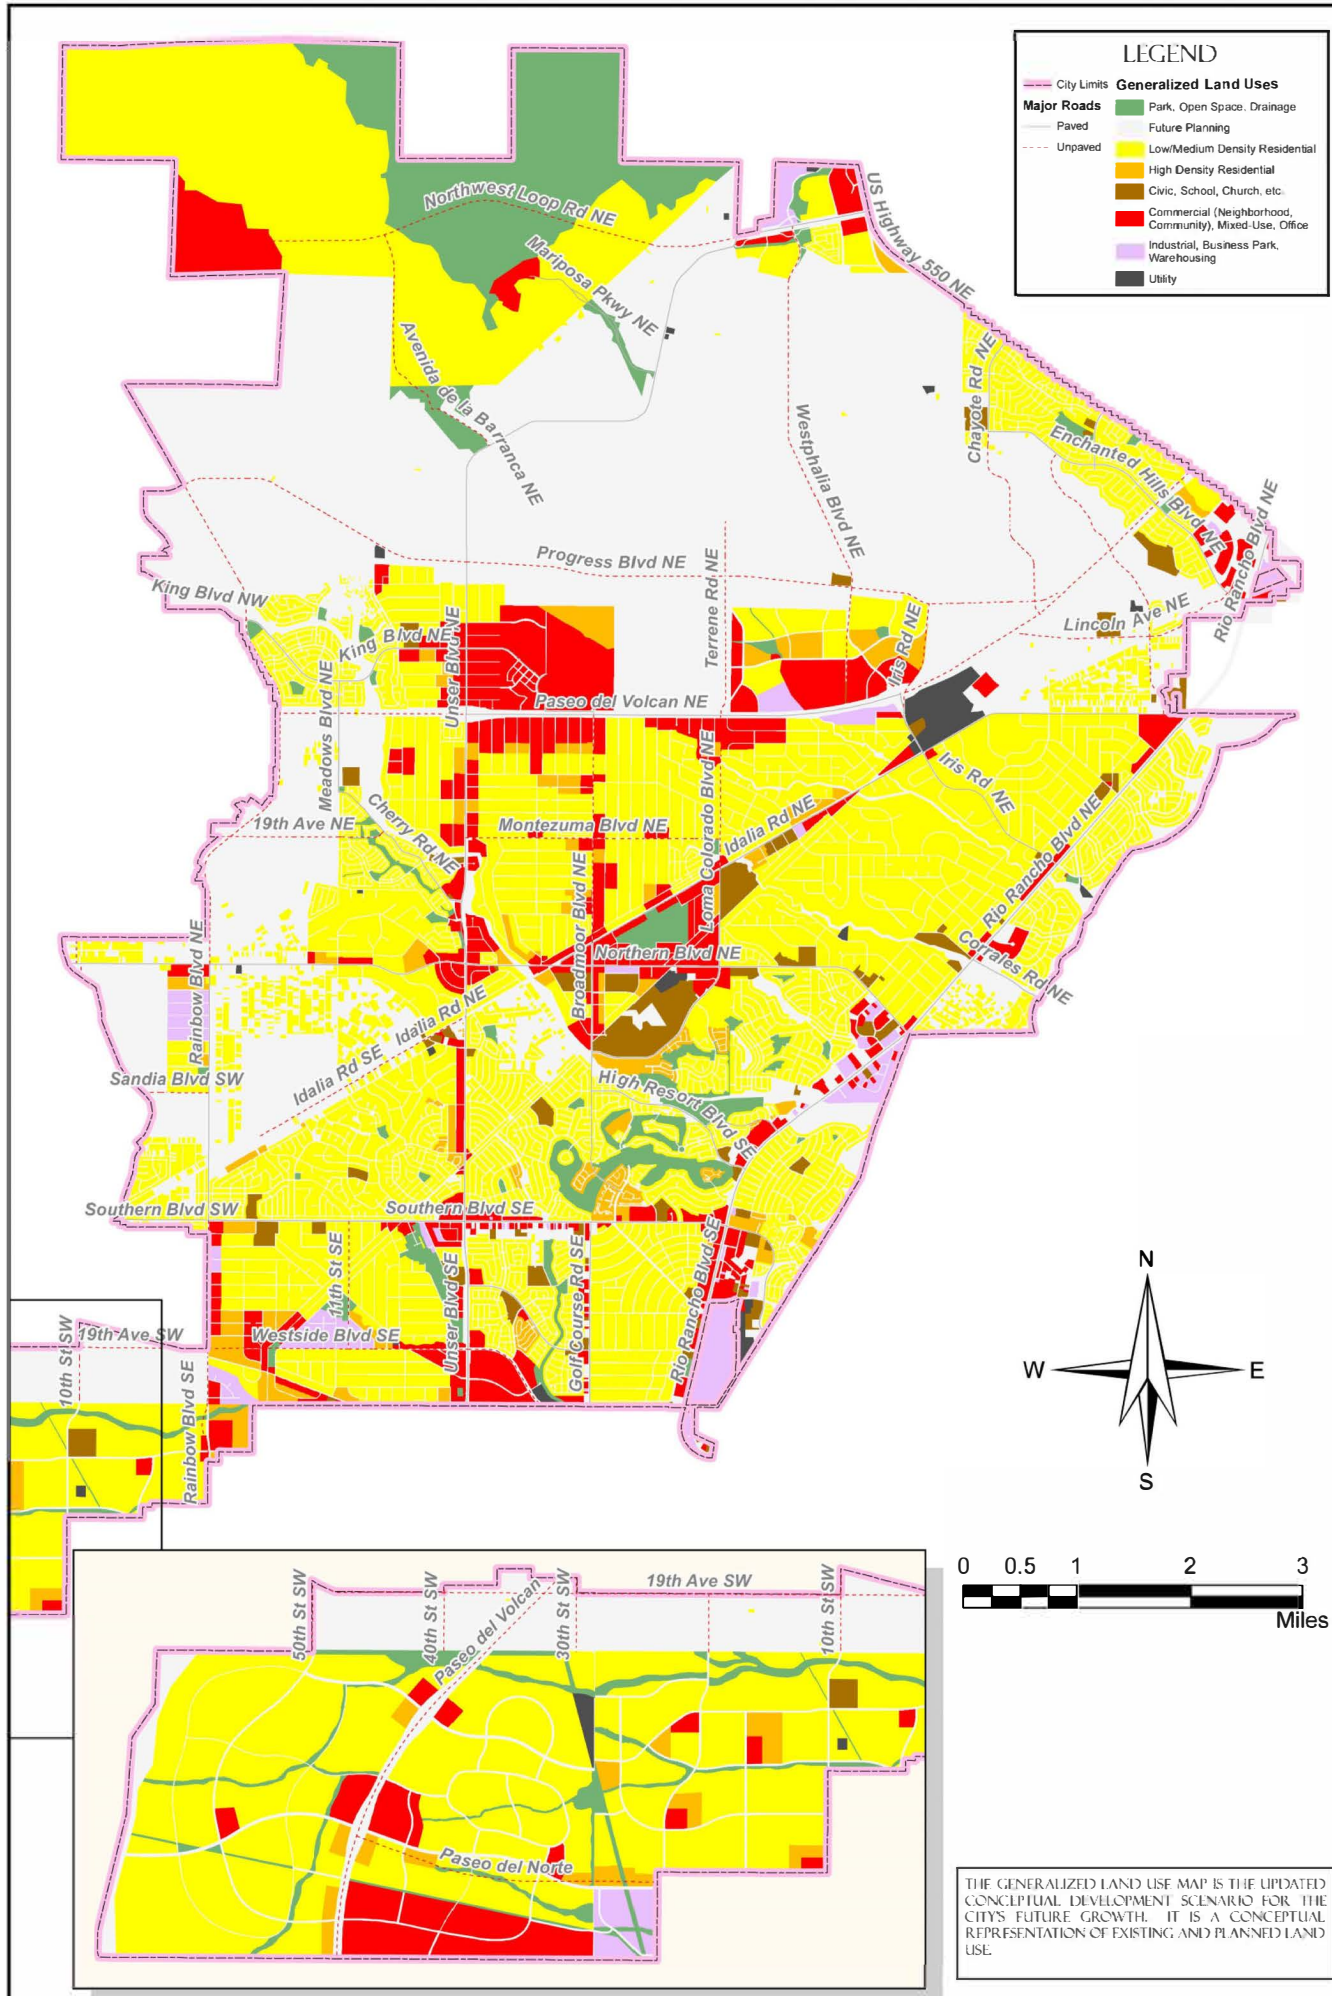 LEGEND
City Limits
Generalized Land Uses
Major Roads
Paved
Unpaved
Park, Open Space, Drainage
Future Planning
Low/Medium Density Residential
High Density Residential
Civic, School, Church, etc.
Commercial (Neighborhood,
Community), Mixed-Use, Office
Industrial, Business Park,
Warehousing
Utility
Northwest Loop Rd NE
US Highway 550 NE
Mariposa Pkwy NE
Avenida de la Barranca NE
Chayote Rd NE
Westphalia Blvd NE
Enchanted Hills Blvd NE
Rio Rancho Blvd NE
Progress Blvd NE
Terrene Rd NE
King Blvd NW
King Blvd NE
Unser Blvd NE
Iris Rd NE
Lincoln Ave NE
Meadows Blvd NE
Paseo del Volcan NE
Loma Colorado Blvd NE
Iris Rd NE
Cherry Rd NE
19th Ave NE
Montezuma Blvd NE
Idalia Rd NE
Rio Rancho Blvd NE
Broadmoor Blvd NE
Northern Blvd NE
Corrales Rd NE
Rainbow Blvd NE
Idalia Rd NE
Idalia Rd SE
Sandia Blvd SW
High Resort Blvd SE
Southern Blvd SW
Southern Blvd SE
11th St SE
Unser Blvd SE
Golf Course Rd SE
Rio Rancho Blvd SE
Westside Blvd SE
10th St SW
19th Ave SW
Rainbow Blvd SE
N
W
E
S
0 0.5 1 2 3
Miles
50th St SW
40th St SW
Paseo del Volcan
30th St SW
19th Ave SW
10th St SW
Paseo del Norte
THE GENERALIZED LAND USE MAP IS THE UPDATED
CONCEPTUAL DEVELOPMENT SCENARIO FOR THE
CITY'S FUTURE GROWTH. IT IS A CONCEPTUAL
REPRESENTATION OF EXISTING AND PLANNED LAND
USE